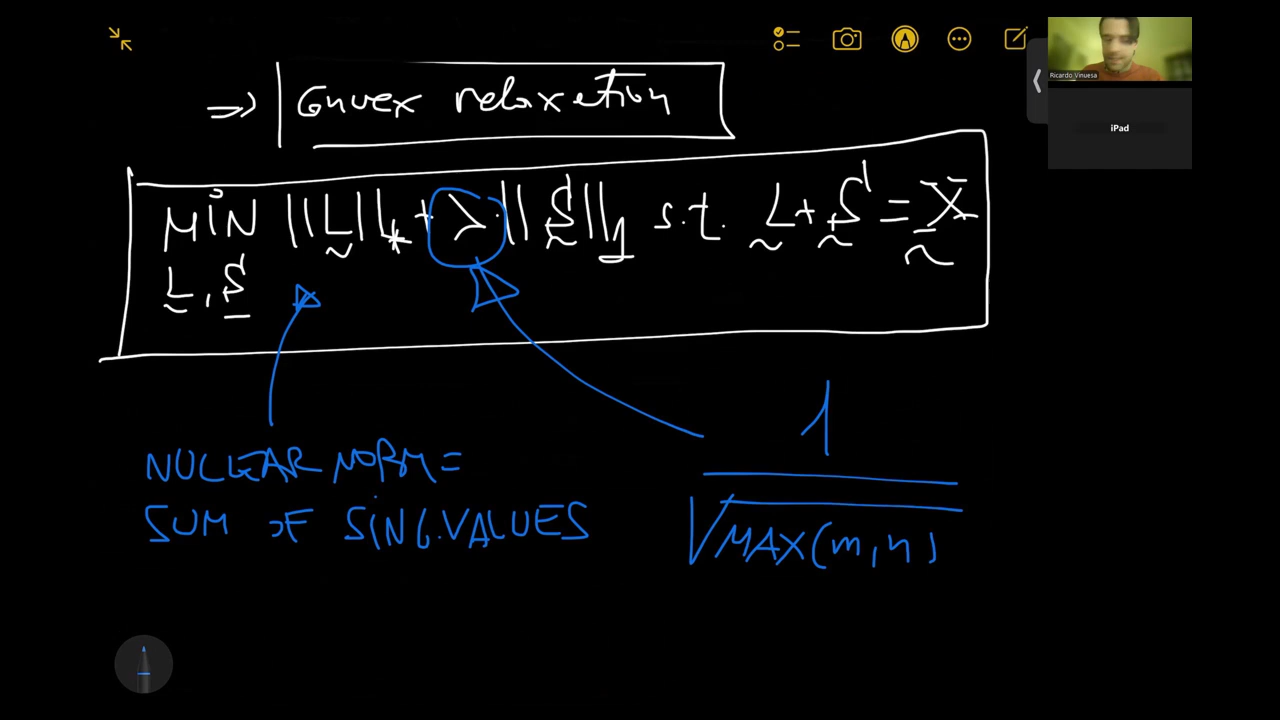 ⇒ Convex relaxation
MIN ||L||* + λ·||S||1 s.t. L + S = X
L, S
NUCLEAR NORM =
SUM OF SING.VALUES
1
√MAX(m,n)
Ricardo Vinuesa
iPad